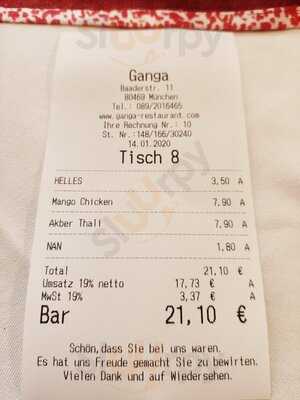 Ganga
Baaderstr. 11
80469 München
Tel.: 089/2016465
www.ganga-restaurant.com
Ihre Rechnung Nr.: 10
St. Nr.:148/166/30240
14.01.2020
Tisch 8
HELLES 3,50 A
Mango Chicken 7,90 A
Akber Thali 7,90 A
NAN 1,80 A
Total 21,10 €
Umsatz 19% netto 17,73 € A
MwSt 19% 3,37 € A
Bar 21,10 €
Schön,dass Sie bei uns waren.
Es hat uns Freude gemacht Sie zu bewirten.
Vielen Dank und auf Wiedersehen.